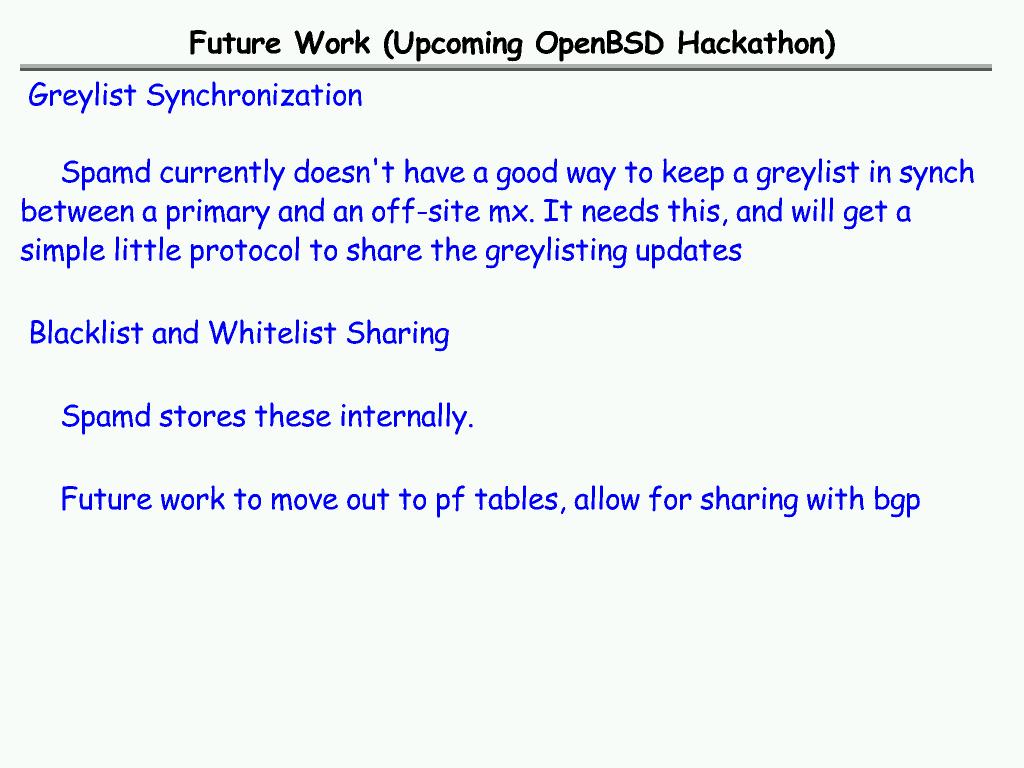 Future Work (Upcoming OpenBSD Hackathon)
Greylist Synchronization
Spamd currently doesn't have a good way to keep a greylist in synch
between a primary and an off-site mx. It needs this, and will get a
simple little protocol to share the greylisting updates
Blacklist and Whitelist Sharing
Spamd stores these internally.
Future work to move out to pf tables, allow for sharing with bgp